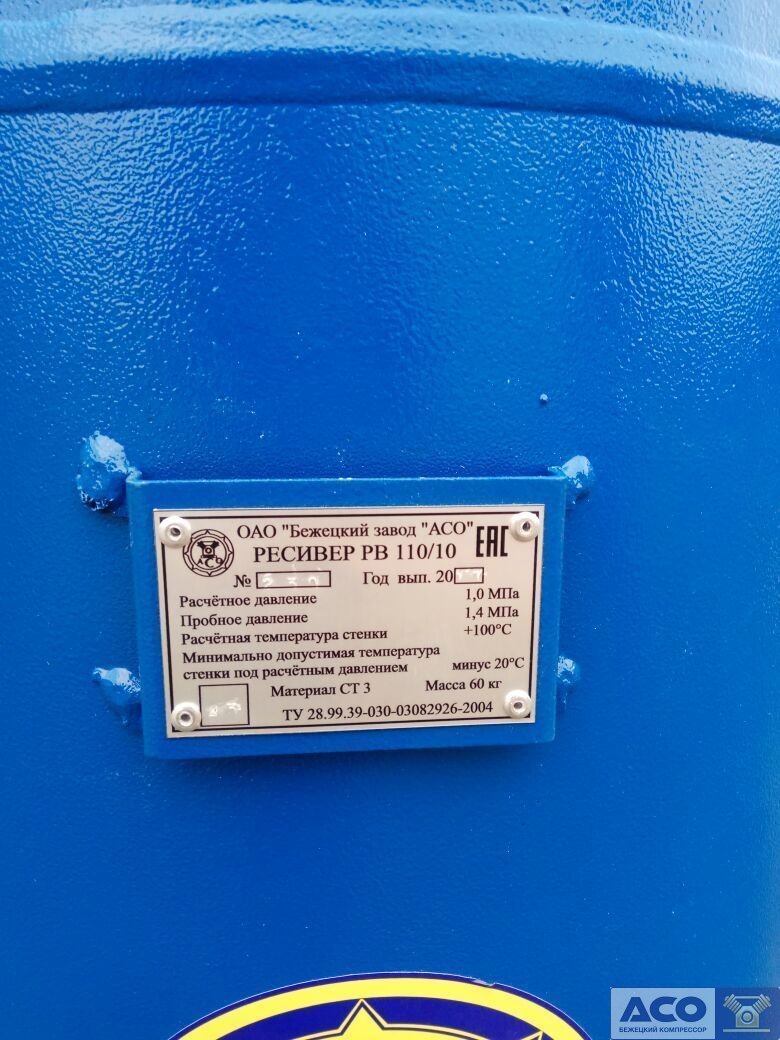 ОАО "Бежецкий завод "АСО"
РЕСИВЕР РВ 110/10 ЕАС
АСО
№ Год вып. 20
Расчётное давление 1,0 МПа
Пробное давление 1,4 МПа
Расчётная температура стенки +100°С
Минимально допустимая температура
стенки под расчётным давлением минус 20°С
Материал СТ 3 Масса 60 кг
ТУ 28.99.39-030-03082926-2004
АСО
БЕЖЕЦКИЙ КОМПРЕССОР